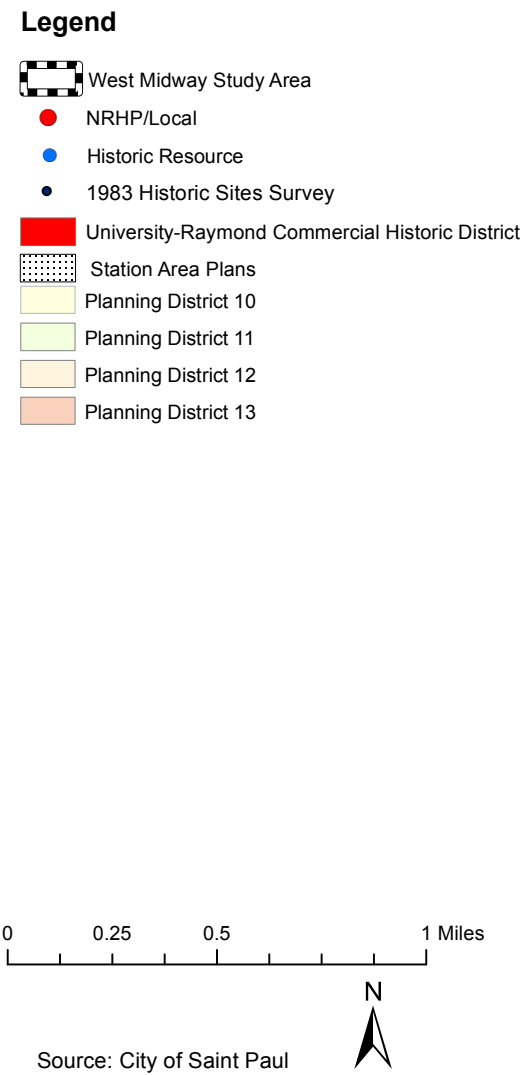 Legend
West Midway Study Area
NRHP/Local
Historic Resource
1983 Historic Sites Survey
University-Raymond Commercial Historic District
Station Area Plans
Planning District 10
Planning District 11
Planning District 12
Planning District 13
0 0.25 0.5 1 Miles
N
Source: City of Saint Paul